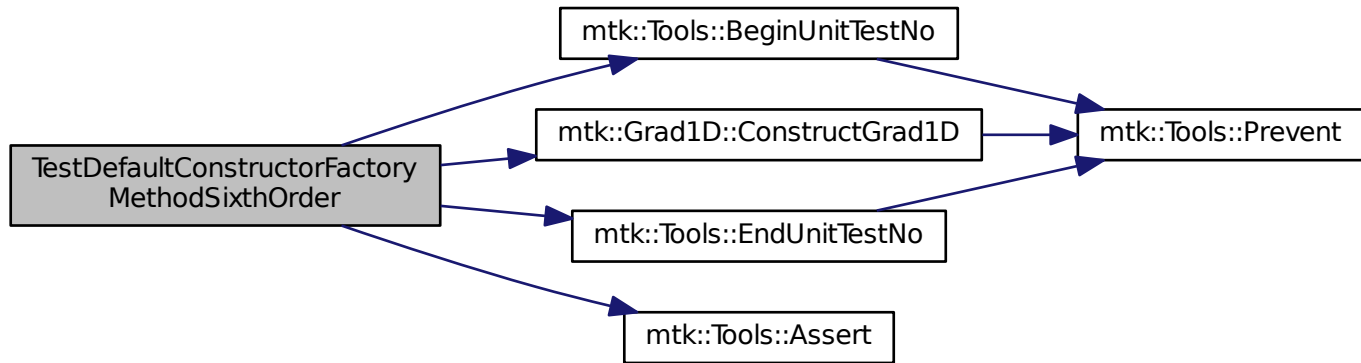 mtk::Tools::BeginUnitTestNo
mtk::Grad1D::ConstructGrad1D
mtk::Tools::Prevent
TestDefaultConstructorFactory
MethodSixthOrder
mtk::Tools::EndUnitTestNo
mtk::Tools::Assert